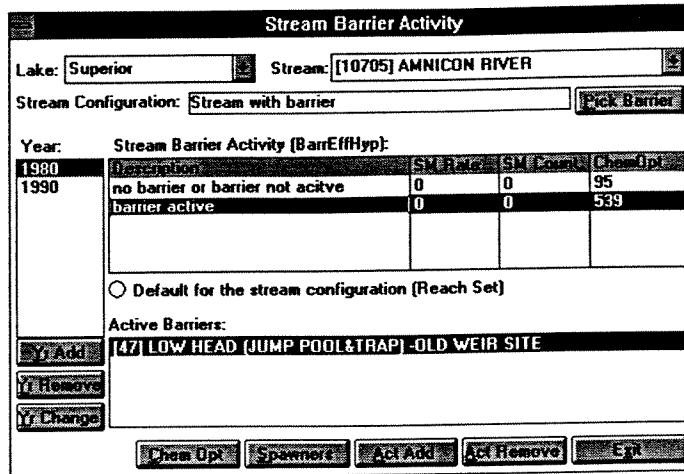 Stream Barrier Activity
Lake: Superior Stream: [10705] AMNICON RIVER
Stream Configuration: Stream with barrier Pick Barrier
Year: Stream Barrier Activity (BarrEffHyp):
1980 Description SM Rate SM Count ChemOpt
1990 no barrier or barrier not acitve 0 0 95
barrier active 0 0 539
Default for the stream configuration (Reach Set)
Active Barriers:
Yr Add [47] LOW HEAD (JUMP POOL&TRAP) -OLD WEIR SITE
Yr Remove
Yr Change
Chem Opt Spawners Act Add Act Remove Exit